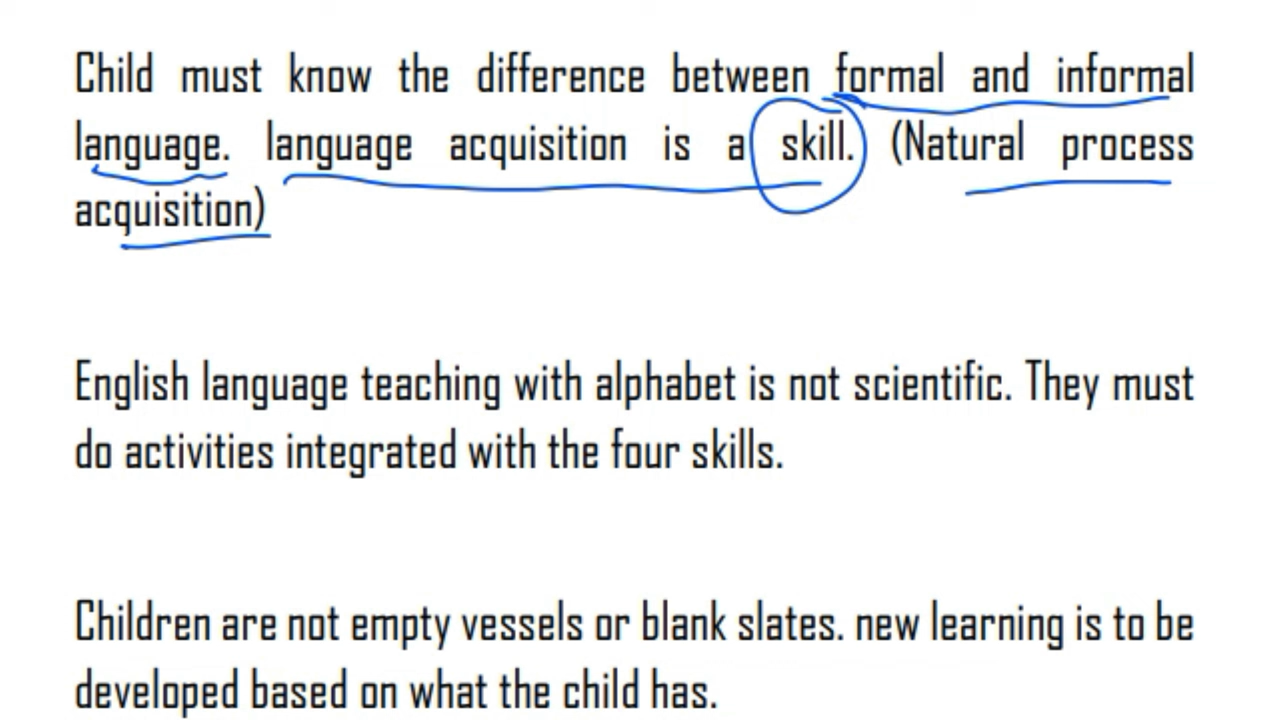 Child must know the difference between formal and informal
language. language acquisition is a skill. (Natural process
acquisition)
English language teaching with alphabet is not scientific. They must
do activities integrated with the four skills.
Children are not empty vessels or blank slates. new learning is to be
developed based on what the child has.